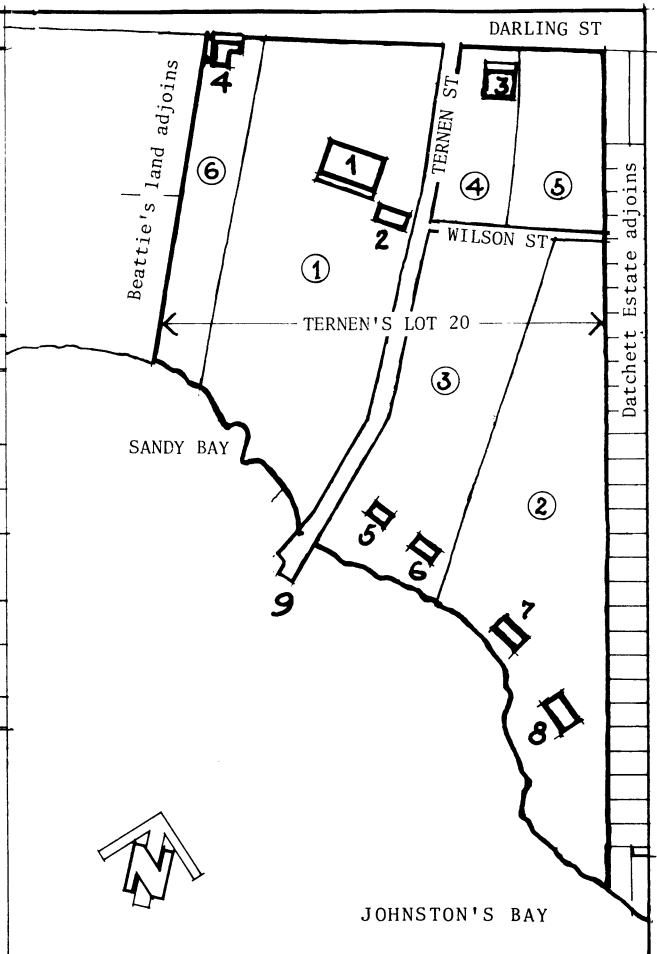 DARLING ST
4
3
TERNEN ST
Beattie's land adjoins
6
1
4
5
2
WILSON ST
Datchett Estate adjoins
1
TERNEN'S LOT 20
3
SANDY BAY
2
5
6
9
7
8
N
JOHNSTON'S BAY